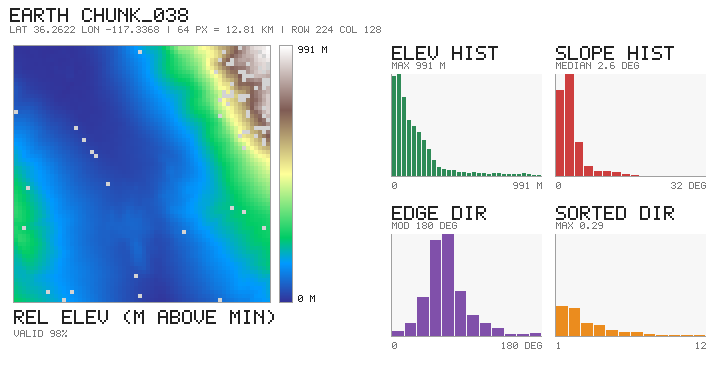 EARTH CHUNK_038
LAT 36.2622 LON -117.3368 | 64 PX = 12.81 KM | ROW 224 COL 128
991 M
0 M
REL ELEV (M ABOVE MIN)
VALID 98%
ELEV HIST
MAX 991 M
0 991 M
SLOPE HIST
MEDIAN 2.6 DEG
0 32 DEG
EDGE DIR
MOD 180 DEG
0 180 DEG
SORTED DIR
MAX 0.29
1 12